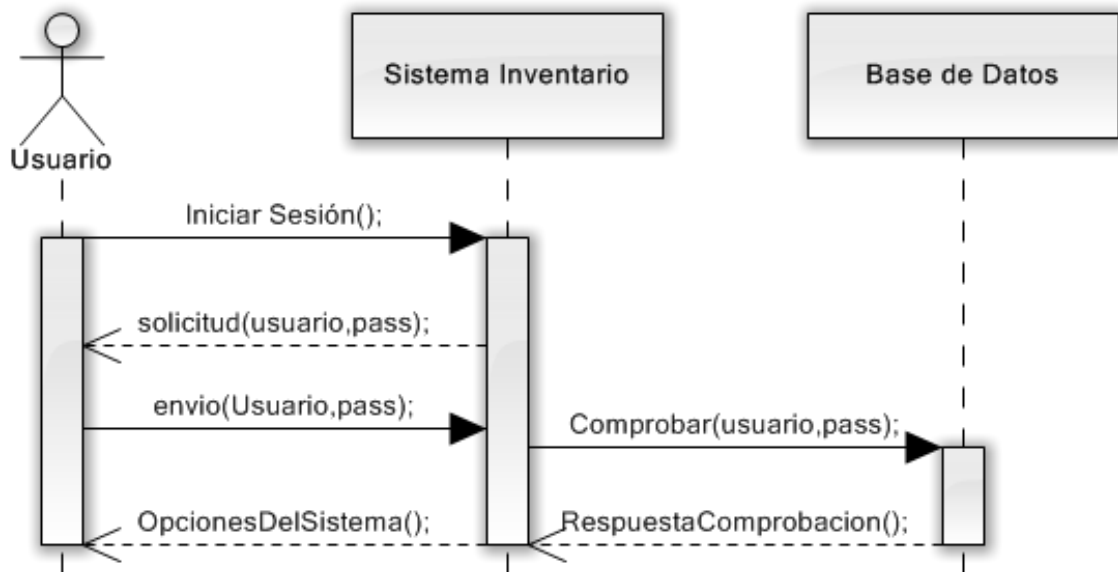 Sistema Inventario
Base de Datos
Usuario
Iniciar Sesión();
solicitud(usuario,pass);
envio(Usuario,pass);
Comprobar(usuario,pass);
OpcionesDelSistema();
RespuestaComprobacion();